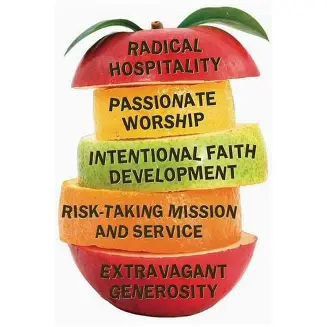 RADICAL
HOSPITALITY
PASSIONATE
WORSHIP
INTENTIONAL FAITH
DEVELOPMENT
RISK-TAKING MISSION
AND SERVICE
EXTRAVAGANT
GENEROSITY